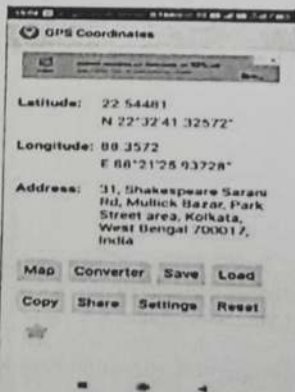 GPS Coordinates
Latitude: 22.54481
N 22°32'41.32572"
Longitude: 88.3572
E 88°21'25.93728"
Address: 31, Shakespeare Sarani
Rd, Mullick Bazar, Park
Street area, Kolkata,
West Bengal 700017,
India
Map Converter Save Load
Copy Share Settings Reset